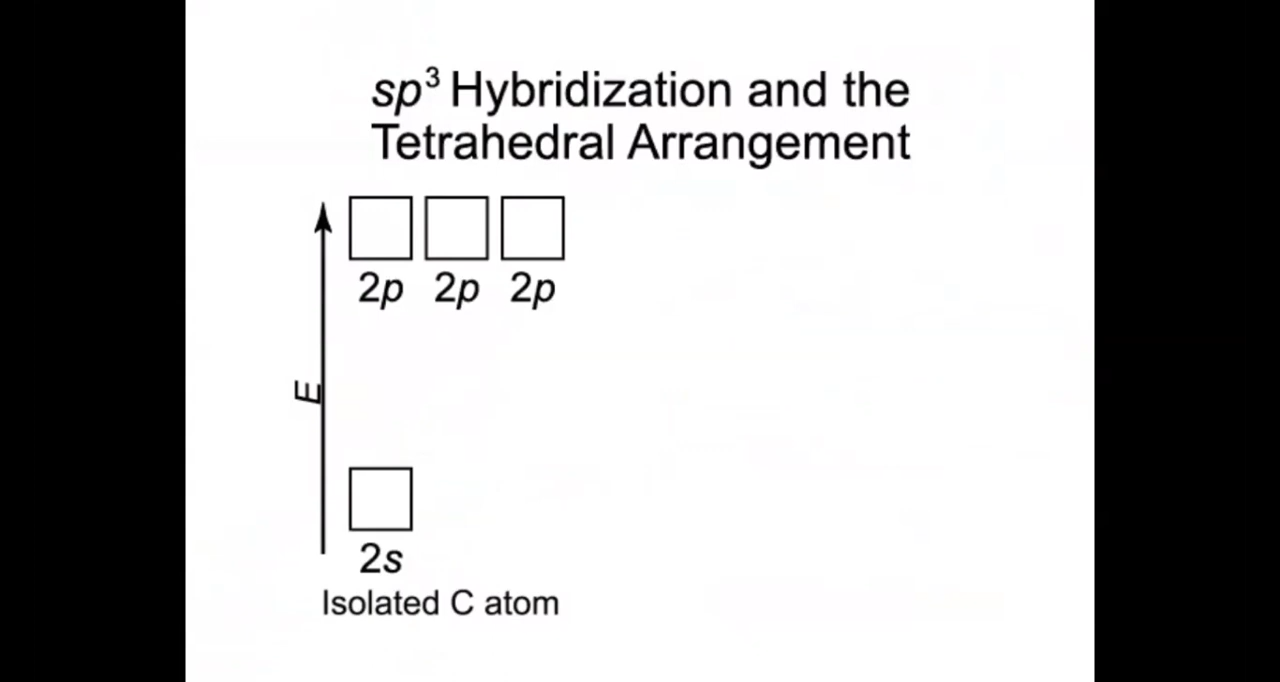 sp³ Hybridization and the
Tetrahedral Arrangement
2p 2p 2p
E
2s
Isolated C atom